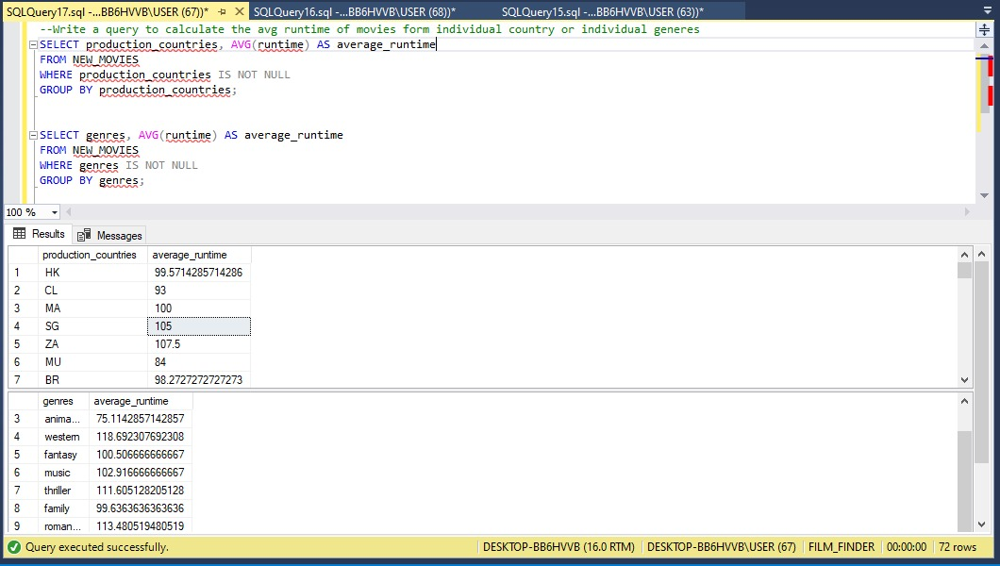 SQLQuery17.sql -...BB6HVVB\USER (67))* SQLQuery16.sql -...BB6HVVB\USER (68))* SQLQuery15.sql -...BB6HVVB\USER (63))*
--Write a query to calculate the avg runtime of movies form individual country or individual generes
SELECT production_countries, AVG(runtime) AS average_runtime
FROM NEW_MOVIES
WHERE production_countries IS NOT NULL
GROUP BY production_countries;
SELECT genres, AVG(runtime) AS average_runtime
FROM NEW_MOVIES
WHERE genres IS NOT NULL
GROUP BY genres;
100 %
Results Messages
production_countries average_runtime
1 HK 99.5714285714286
2 CL 93
3 MA 100
4 SG 105
5 ZA 107.5
6 MU 84
7 BR 98.2727272727273
genres average_runtime
3 anima... 75.1142857142857
4 western 118.692307692308
5 fantasy 100.506666666667
6 music 102.916666666667
7 thriller 111.605128205128
8 family 99.6363636363636
9 roman... 113.480519480519
Query executed successfully. DESKTOP-BB6HVVB (16.0 RTM) DESKTOP-BB6HVVB\USER (67) FILM_FINDER 00:00:00 72 rows